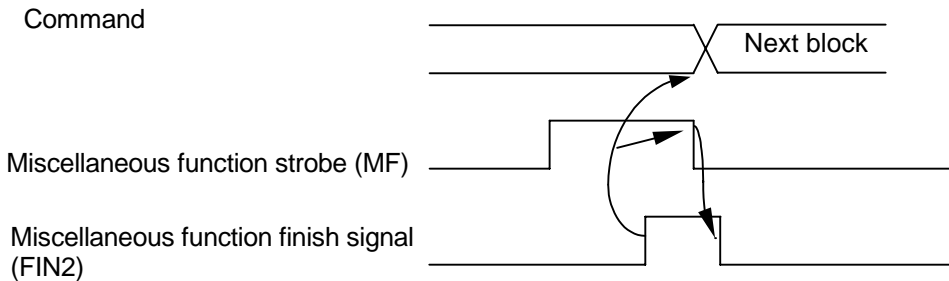 Command
Next block
Miscellaneous function strobe (MF)
Miscellaneous function finish signal
(FIN2)